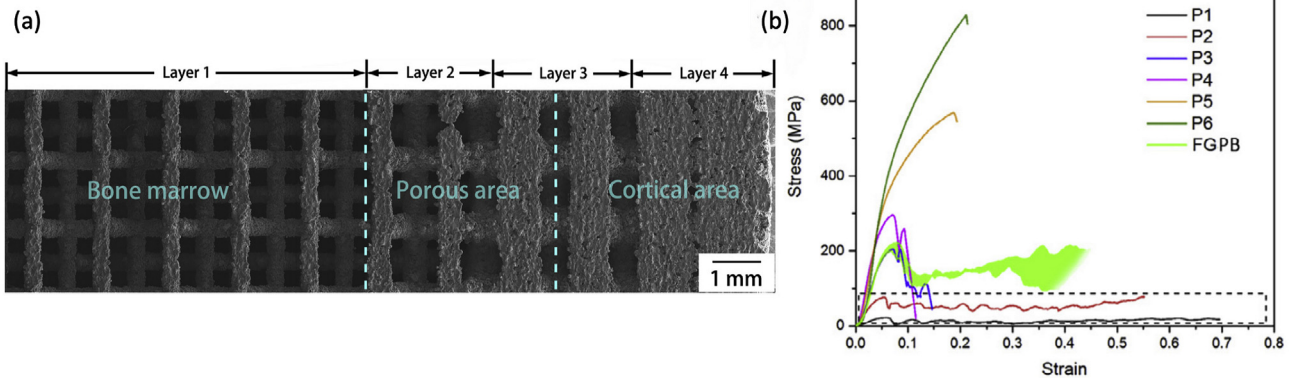 (a)
Layer 1
Layer 2
Layer 3
Layer 4
Bone marrow
Porous area
Cortical area
1 mm
(b)
Stress (MPa)
800
600
400
200
0
0.0
0.1
0.2
0.3
0.4
0.5
0.6
0.7
0.8
Strain
P1
P2
P3
P4
P5
P6
FGPB